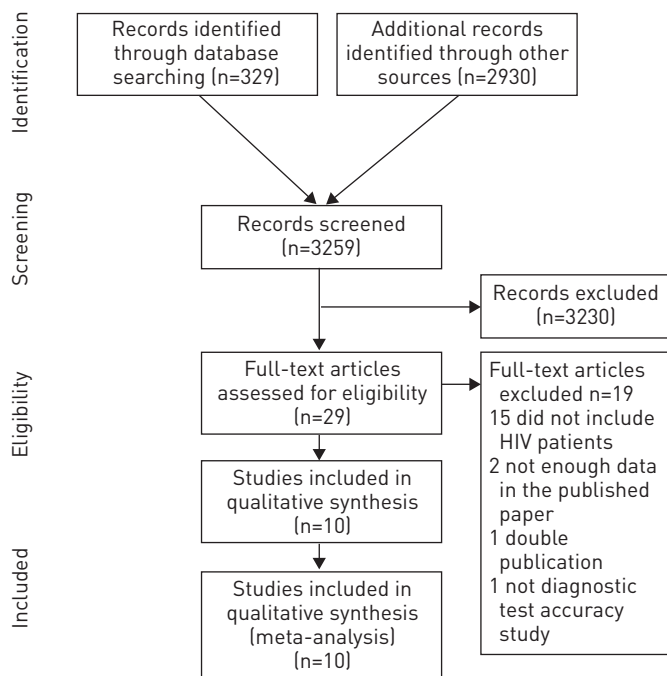 Identification
Records identified
through database
searching (n=329)
Additional records
identified through other
sources (n=2930)
Screening
Records screened
(n=3259)
Records excluded
(n=3230)
Eligibility
Full-text articles
assessed for eligibility
(n=29)
Full-text articles
excluded n=19
15 did not include
HIV patients
2 not enough data
in the published
paper
1 double
publication
1 not diagnostic
test accuracy
study
Studies included in
qualitative synthesis
(n=10)
Included
Studies included in
qualitative synthesis
(meta-analysis)
(n=10)